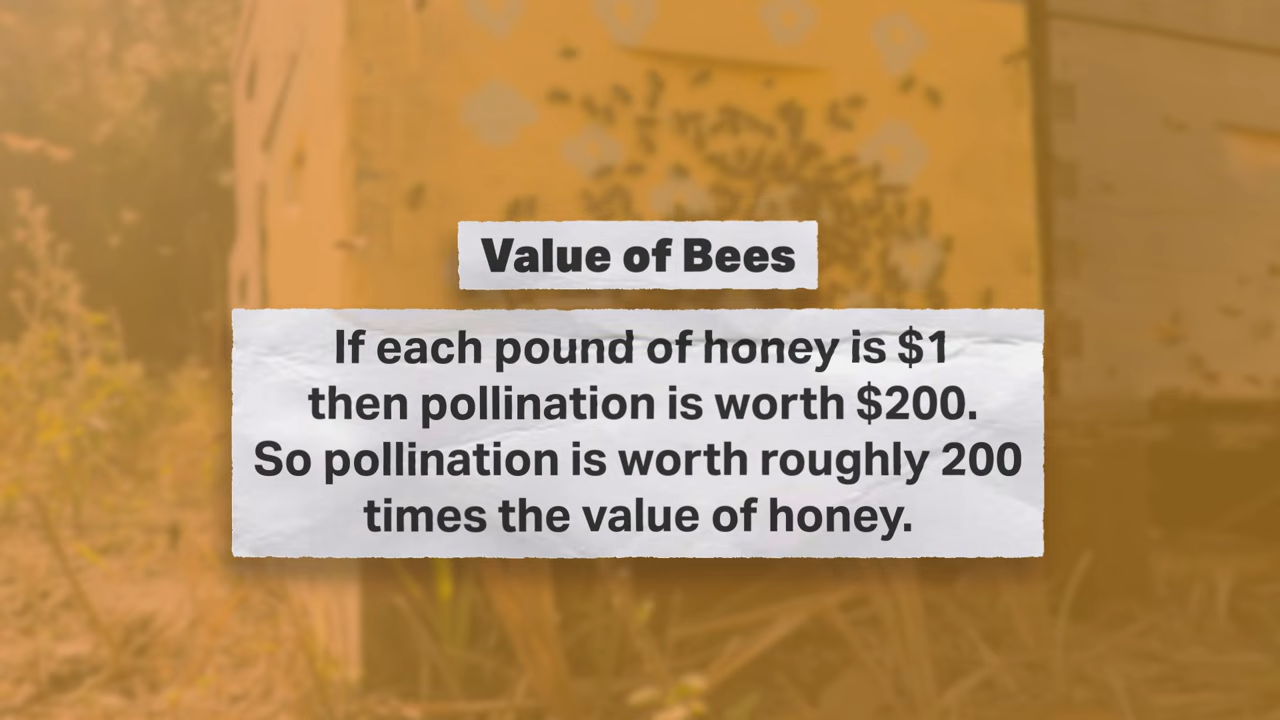 Value of Bees
If each pound of honey is $1
then pollination is worth $200.
So pollination is worth roughly 200
times the value of honey.